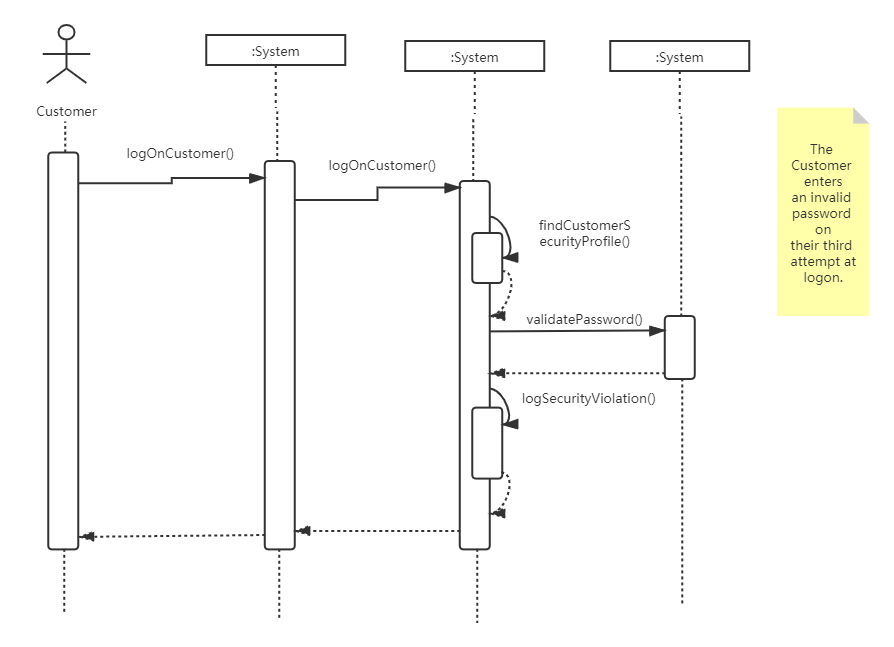 :System
:System
:System
Customer
logOnCustomer()
logOnCustomer()
findCustomerS
ecurityProfile()
validatePassword()
logSecurityViolation()
The
Customer
enters
an invalid
password
on
their third
attempt at
logon.